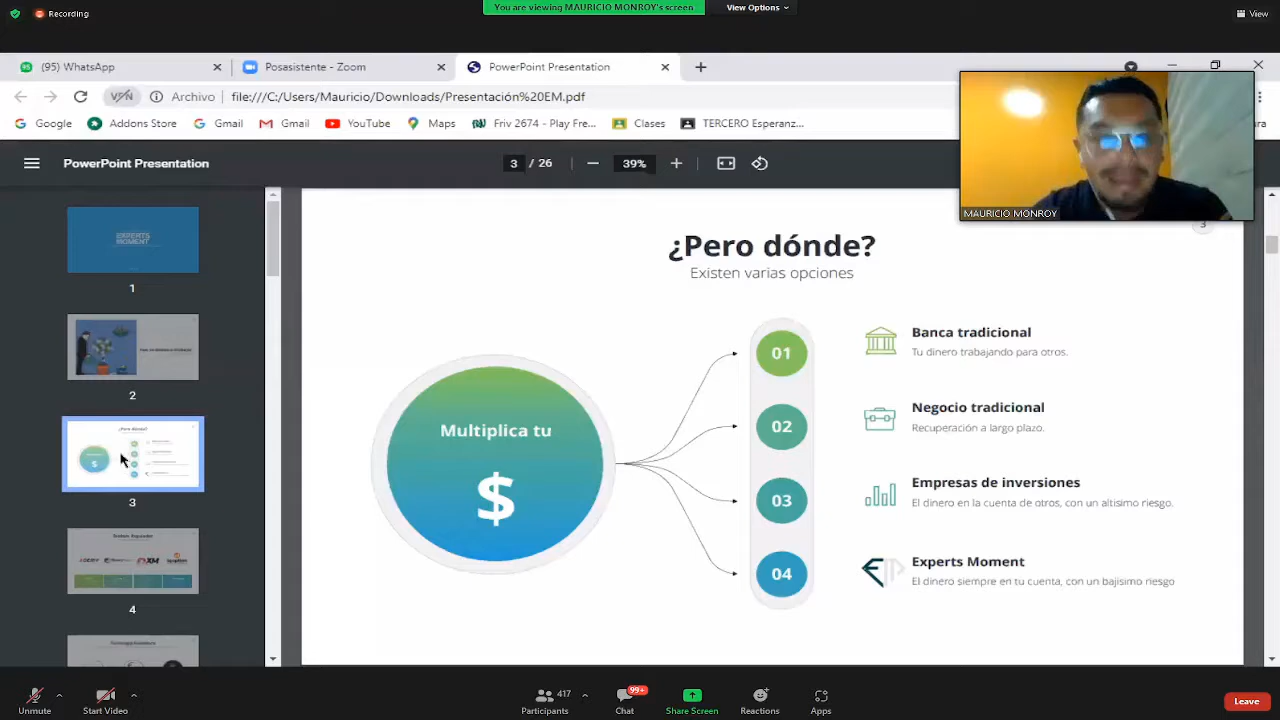 Recording
You are viewing MAURICIO MONROY's screen
View Options
View
(95) WhatsApp
Posasistente - Zoom
PowerPoint Presentation
Archivo
file:///C:/Users/Mauricio/Downloads/Presentación%20EM.pdf
Google
Addons Store
Gmail
Gmail
YouTube
Maps
Friv 2674 - Play Fre...
Clases
TERCERO Esperanz...
PowerPoint Presentation
3 / 26
39%
MAURICIO MONROY
EXPERTS
MOMENT
1
2
3
4
3
¿Pero dónde?
Existen varias opciones
Multiplica tu
$
01
Banca tradicional
Tu dinero trabajando para otros.
02
Negocio tradicional
Recuperación a largo plazo.
03
Empresas de inversiones
El dinero en la cuenta de otros, con un altisimo riesgo.
04
Experts Moment
El dinero siempre en tu cuenta, con un bajisimo riesgo
Unmute
Start Video
417
Participants
99+
Chat
Share Screen
Reactions
Apps
Leave